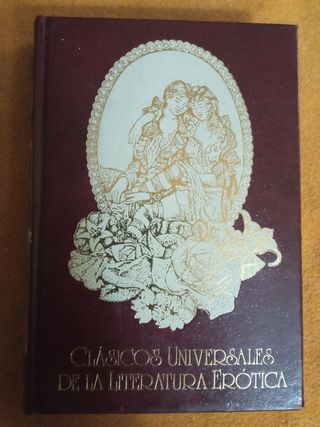 CLÁSICOS UNIVERSALES
DE LA LITERATURA ERÓTICA